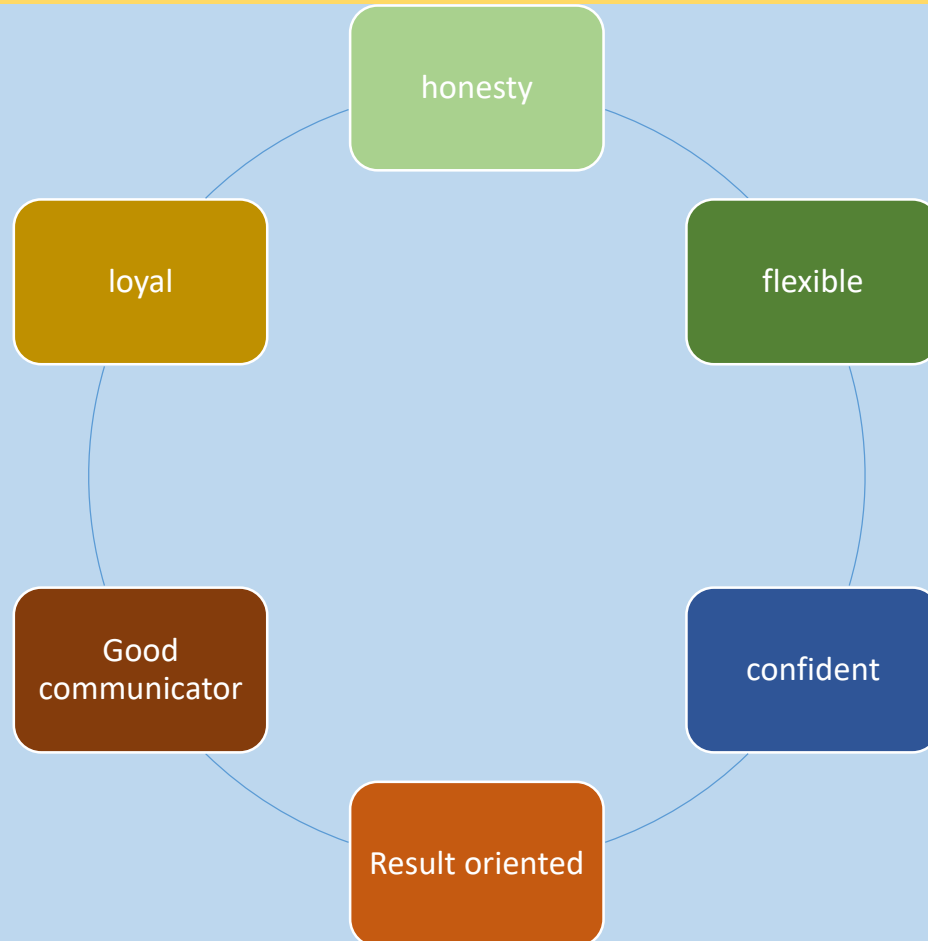 honesty
flexible
confident
Result oriented
Good
communicator
loyal